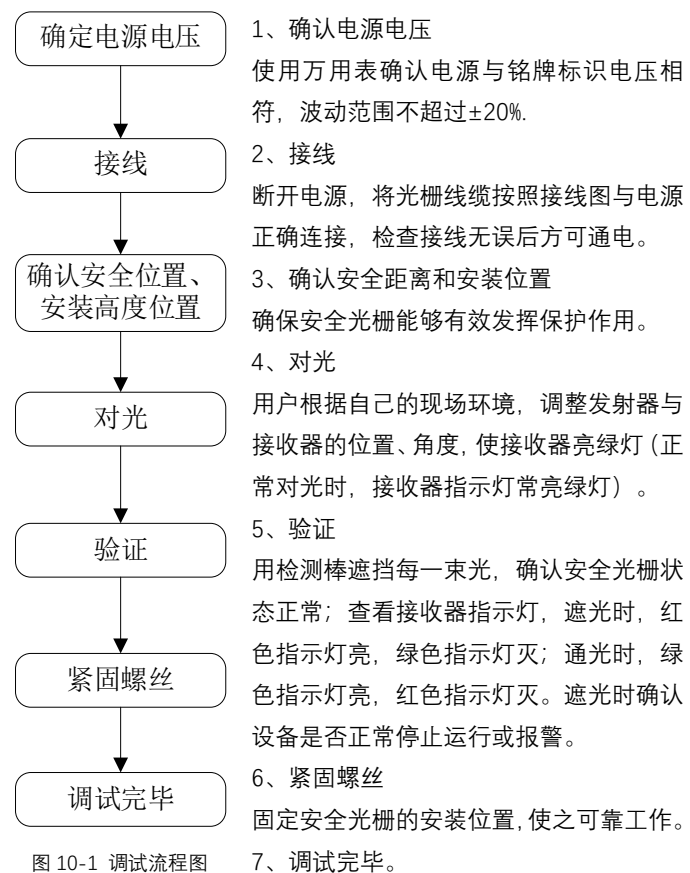 确定电源电压
接线
确认安全位置、
安装高度位置
对光
验证
紧固螺丝
调试完毕
图 10-1 调试流程图
1、确认电源电压
使用万用表确认电源与铭牌标识电压相
符，波动范围不超过±20%.
2、接线
断开电源，将光栅线缆按照接线图与电源
正确连接，检查接线无误后方可通电。
3、确认安全距离和安装位置
确保安全光栅能够有效发挥保护作用。
4、对光
用户根据自己的现场环境，调整发射器与
接收器的位置、角度，使接收器亮绿灯（正
常对光时，接收器指示灯常亮绿灯）。
5、验证
用检测棒遮挡每一束光，确认安全光栅状
态正常；查看接收器指示灯，遮光时，红
色指示灯亮，绿色指示灯灭；通光时，绿
色指示灯亮，红色指示灯灭。遮光时确认
设备是否正常停止运行或报警。
6、紧固螺丝
固定安全光栅的安装位置，使之可靠工作。
7、调试完毕。